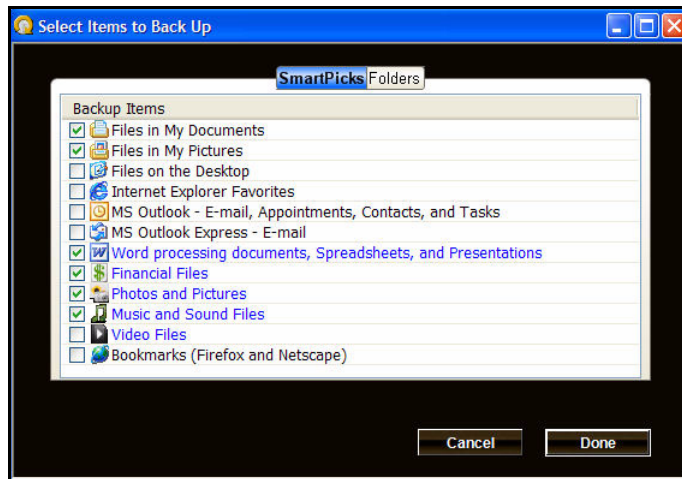 Select Items to Back Up
SmartPicks Folders
Backup Items
Files in My Documents
Files in My Pictures
Files on the Desktop
Internet Explorer Favorites
MS Outlook - E-mail, Appointments, Contacts, and Tasks
MS Outlook Express - E-mail
Word processing documents, Spreadsheets, and Presentations
Financial Files
Photos and Pictures
Music and Sound Files
Video Files
Bookmarks (Firefox and Netscape)
Cancel Done